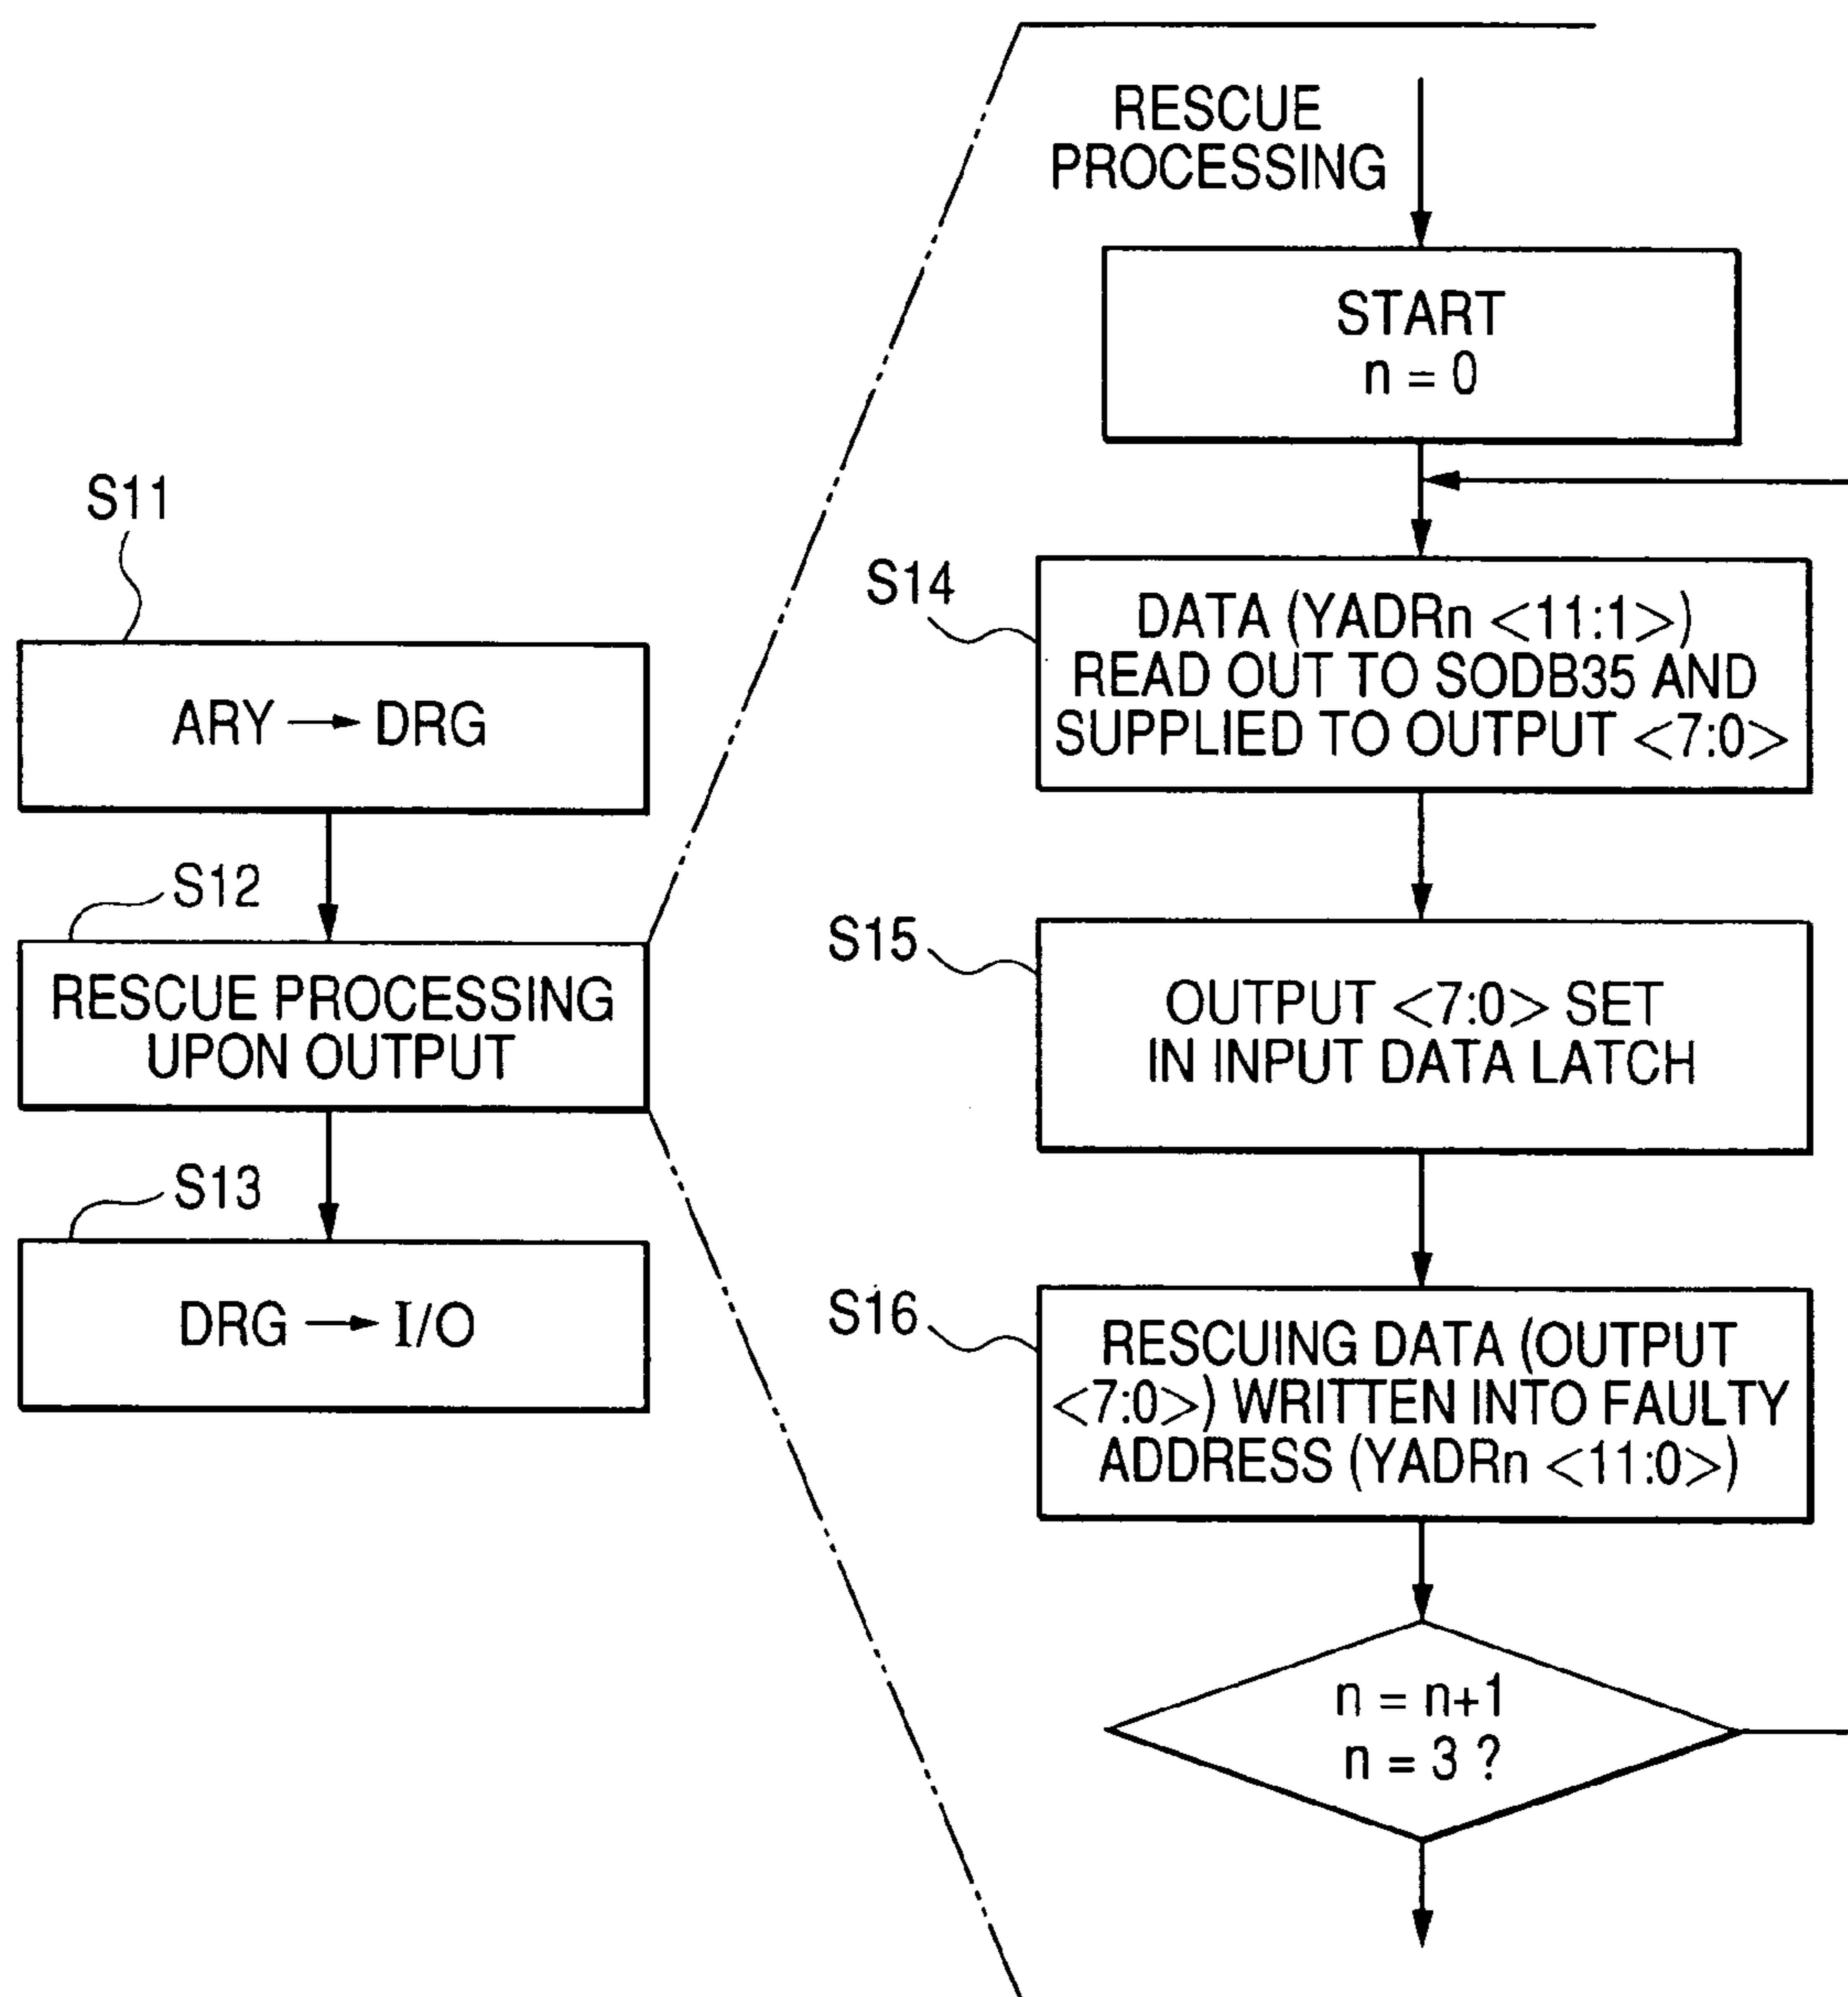 S11
ARY → DRG
S12
RESCUE PROCESSING
UPON OUTPUT
S13
DRG → I/O
RESCUE
PROCESSING
START
n = 0
S14
DATA (YADRn <11:1>)
READ OUT TO SODB35 AND
SUPPLIED TO OUTPUT <7:0>
S15
OUTPUT <7:0> SET
IN INPUT DATA LATCH
S16
RESCUING DATA (OUTPUT
<7:0>) WRITTEN INTO FAULTY
ADDRESS (YADRn <11:0>)
n = n+1
n = 3 ?